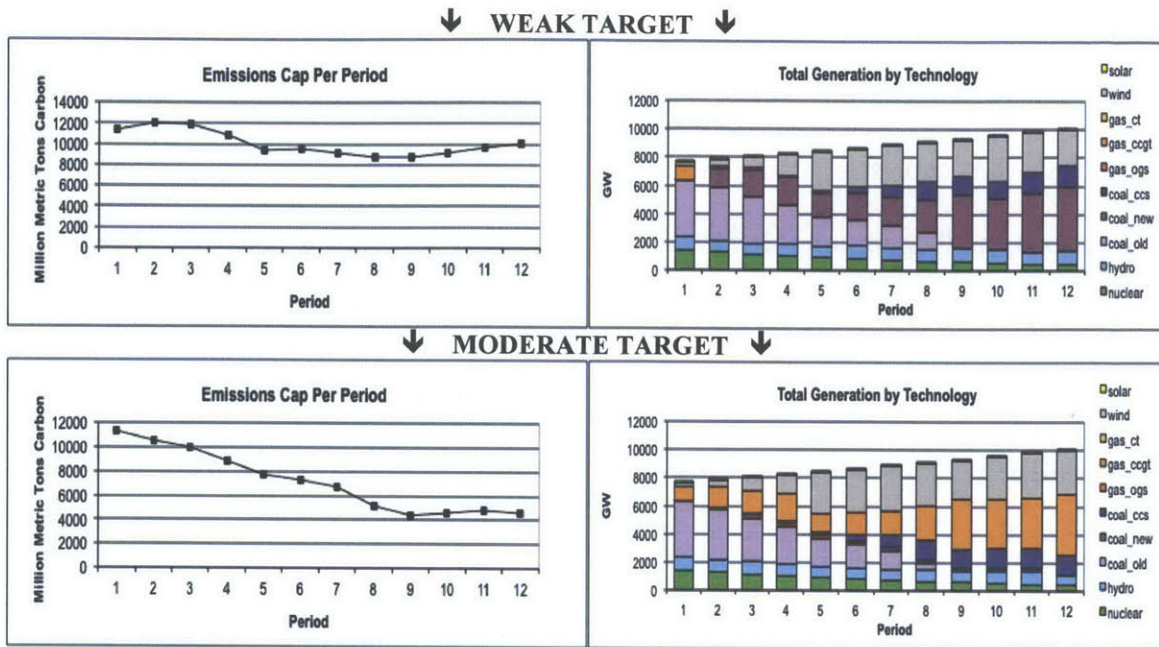 ↓ WEAK TARGET ↓
Emissions Cap Per Period
Million Metric Tons Carbon
14000
12000
10000
8000
6000
4000
2000
0
1 2 3 4 5 6 7 8 9 10 11 12
Period
Total Generation by Technology
GW
12000
10000
8000
6000
4000
2000
0
1 2 3 4 5 6 7 8 9 10 11 12
Period
solar
wind
gas_ct
gas_ccgt
gas_ogs
coal_ccs
coal_new
coal_old
hydro
nuclear
↓ MODERATE TARGET ↓
Emissions Cap Per Period
Million Metric Tons Carbon
12000
10000
8000
6000
4000
2000
0
1 2 3 4 5 6 7 8 9 10 11 12
Period
Total Generation by Technology
GW
12000
10000
8000
6000
4000
2000
0
1 2 3 4 5 6 7 8 9 10 11 12
Period
solar
wind
gas_ct
gas_ccgt
gas_ogs
coal_ccs
coal_new
coal_old
hydro
nuclear